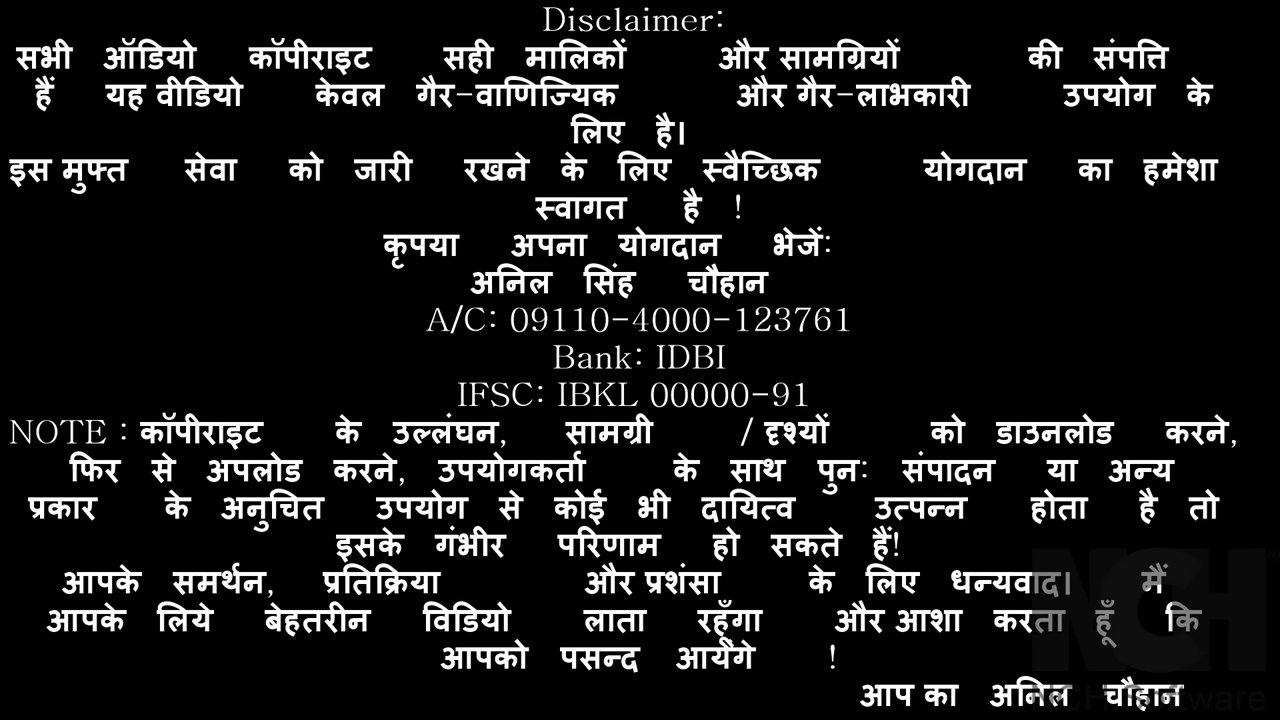 Disclaimer:
सभी ऑडियो कॉपीराइट सही मालिकों और सामग्रियों की संपत्ति
हैं यह वीडियो केवल गैर-वाणिज्यिक और गैर-लाभकारी उपयोग के
लिए है।
इस मुफ्त सेवा को जारी रखने के लिए स्वैच्छिक योगदान का हमेशा
स्वागत है !
कृपया अपना योगदान भेजें:
अनिल सिंह चौहान
A/C: 09110-4000-123761
Bank: IDBI
IFSC: IBKL 00000-91
NOTE : कॉपीराइट के उल्लंघन, सामग्री / दृश्यों को डाउनलोड करने,
फिर से अपलोड करने, उपयोगकर्ता के साथ पुन: संपादन या अन्य
प्रकार के अनुचित उपयोग से कोई भी दायित्व उत्पन्न होता है तो
इसके गंभीर परिणाम हो सकते हैं!
आपके समर्थन, प्रतिक्रिया और प्रशंसा के लिए धन्यवाद। मैं
आपके लिये बेहतरीन विडियो लाता रहूँगा और आशा करता हूँ कि
आपको पसन्द आयेंगे !
आप का अनिल चौहान
NCH
NCH Software